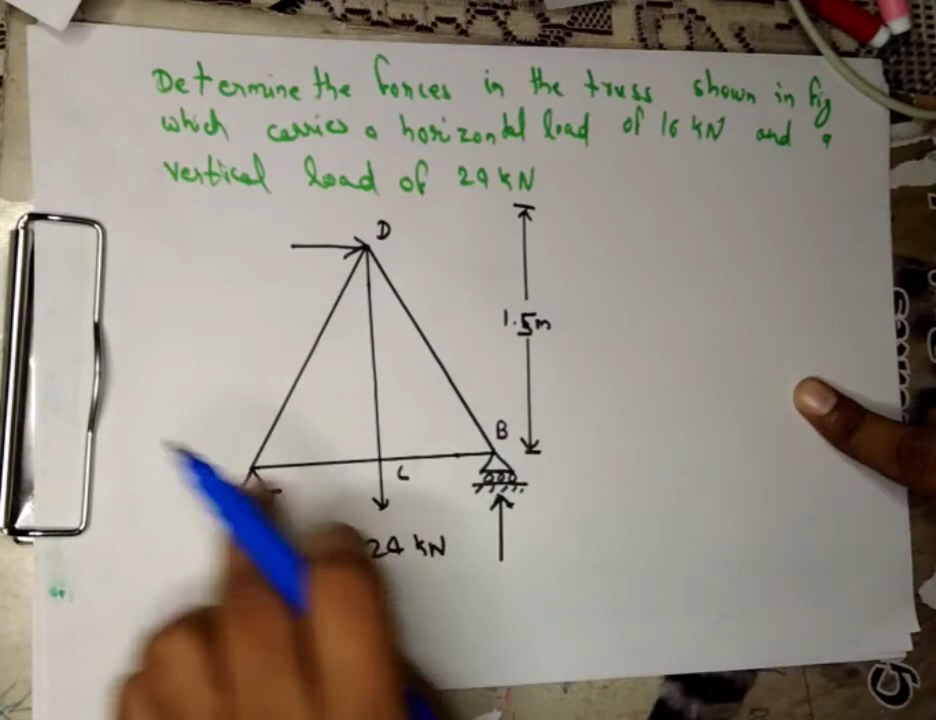 Determine the forces in the truss shown in fig
which carries a horizontal load of 16 kN and a
vertical load of 24 kN
D
1.5m
B
C
24 kN